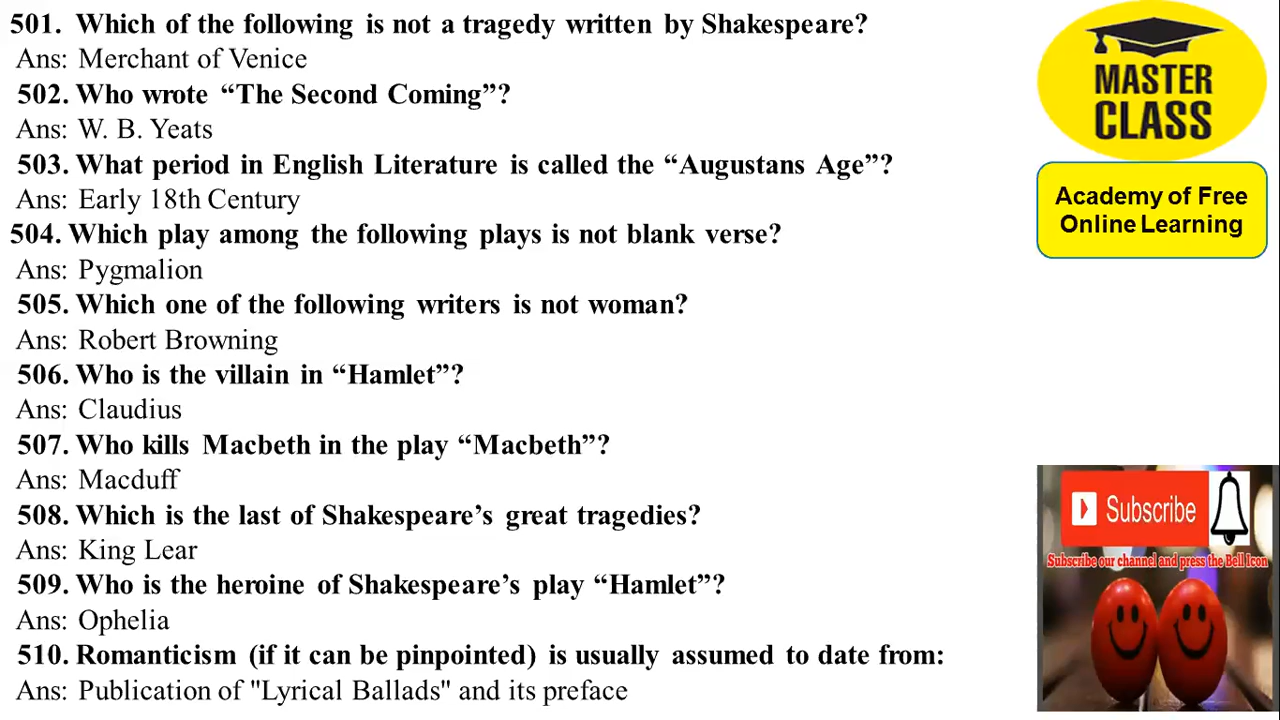 501. Which of the following is not a tragedy written by Shakespeare?
Ans: Merchant of Venice
502. Who wrote “The Second Coming”?
Ans: W. B. Yeats
503. What period in English Literature is called the “Augustans Age”?
Ans: Early 18th Century
504. Which play among the following plays is not blank verse?
Ans: Pygmalion
505. Which one of the following writers is not woman?
Ans: Robert Browning
506. Who is the villain in “Hamlet”?
Ans: Claudius
507. Who kills Macbeth in the play “Macbeth”?
Ans: Macduff
508. Which is the last of Shakespeare’s great tragedies?
Ans: King Lear
509. Who is the heroine of Shakespeare’s play “Hamlet”?
Ans: Ophelia
510. Romanticism (if it can be pinpointed) is usually assumed to date from:
Ans: Publication of "Lyrical Ballads" and its preface
MASTER
CLASS
Academy of Free
Online Learning
Subscribe
Subscribe our channel and press the Bell Icon